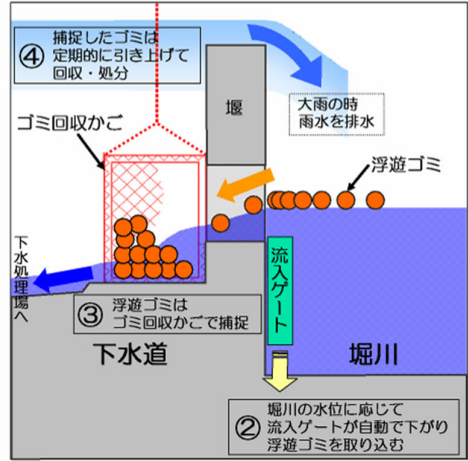 ④ 捕捉したゴミは
定期的に引き上げて
回収・処分
ゴミ回収かご
堰
大雨の時
雨水を排水
浮遊ゴミ
下水処理場へ
流入ゲート
③ 浮遊ゴミは
ゴミ回収かごで捕捉
下水道
堀川
② 堀川の水位に応じて
流入ゲートが自動で下がり
浮遊ゴミを取り込む